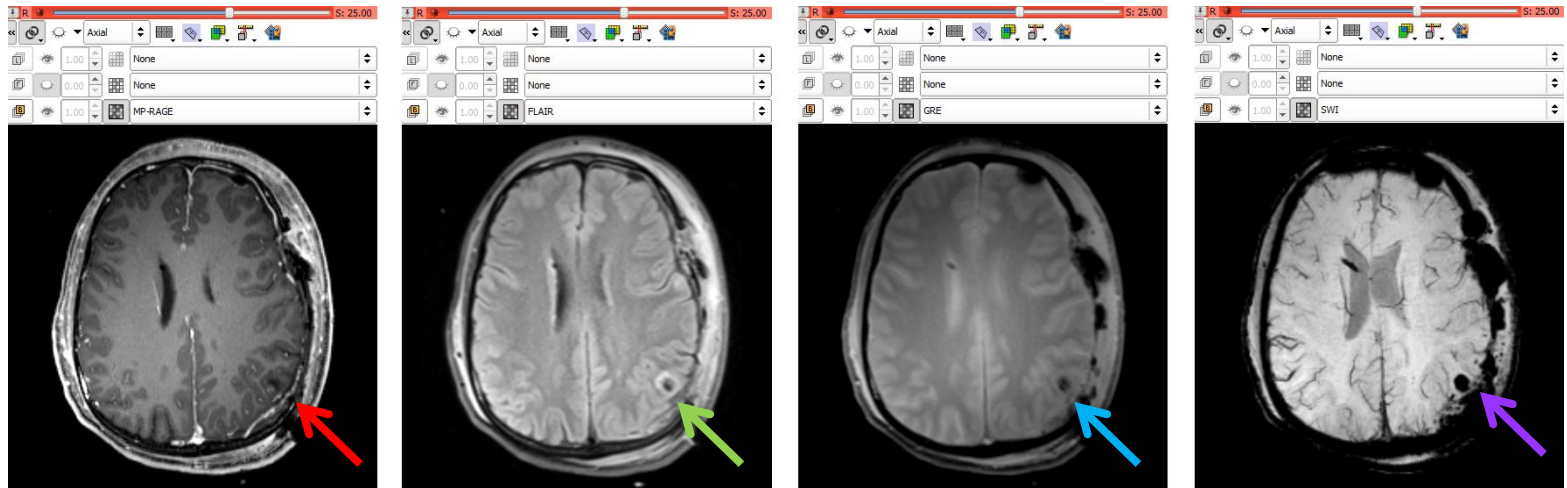 R S: 25.00
Axial
1.00 None
0.00 None
B 1.00 MP-RAGE
R S: 25.00
Axial
1.00 None
0.00 None
B 1.00 FLAIR
R S: 25.00
Axial
1.00 None
0.00 None
B 1.00 GRE
R S: 25.00
Axial
1.00 None
0.00 None
B 1.00 SWI